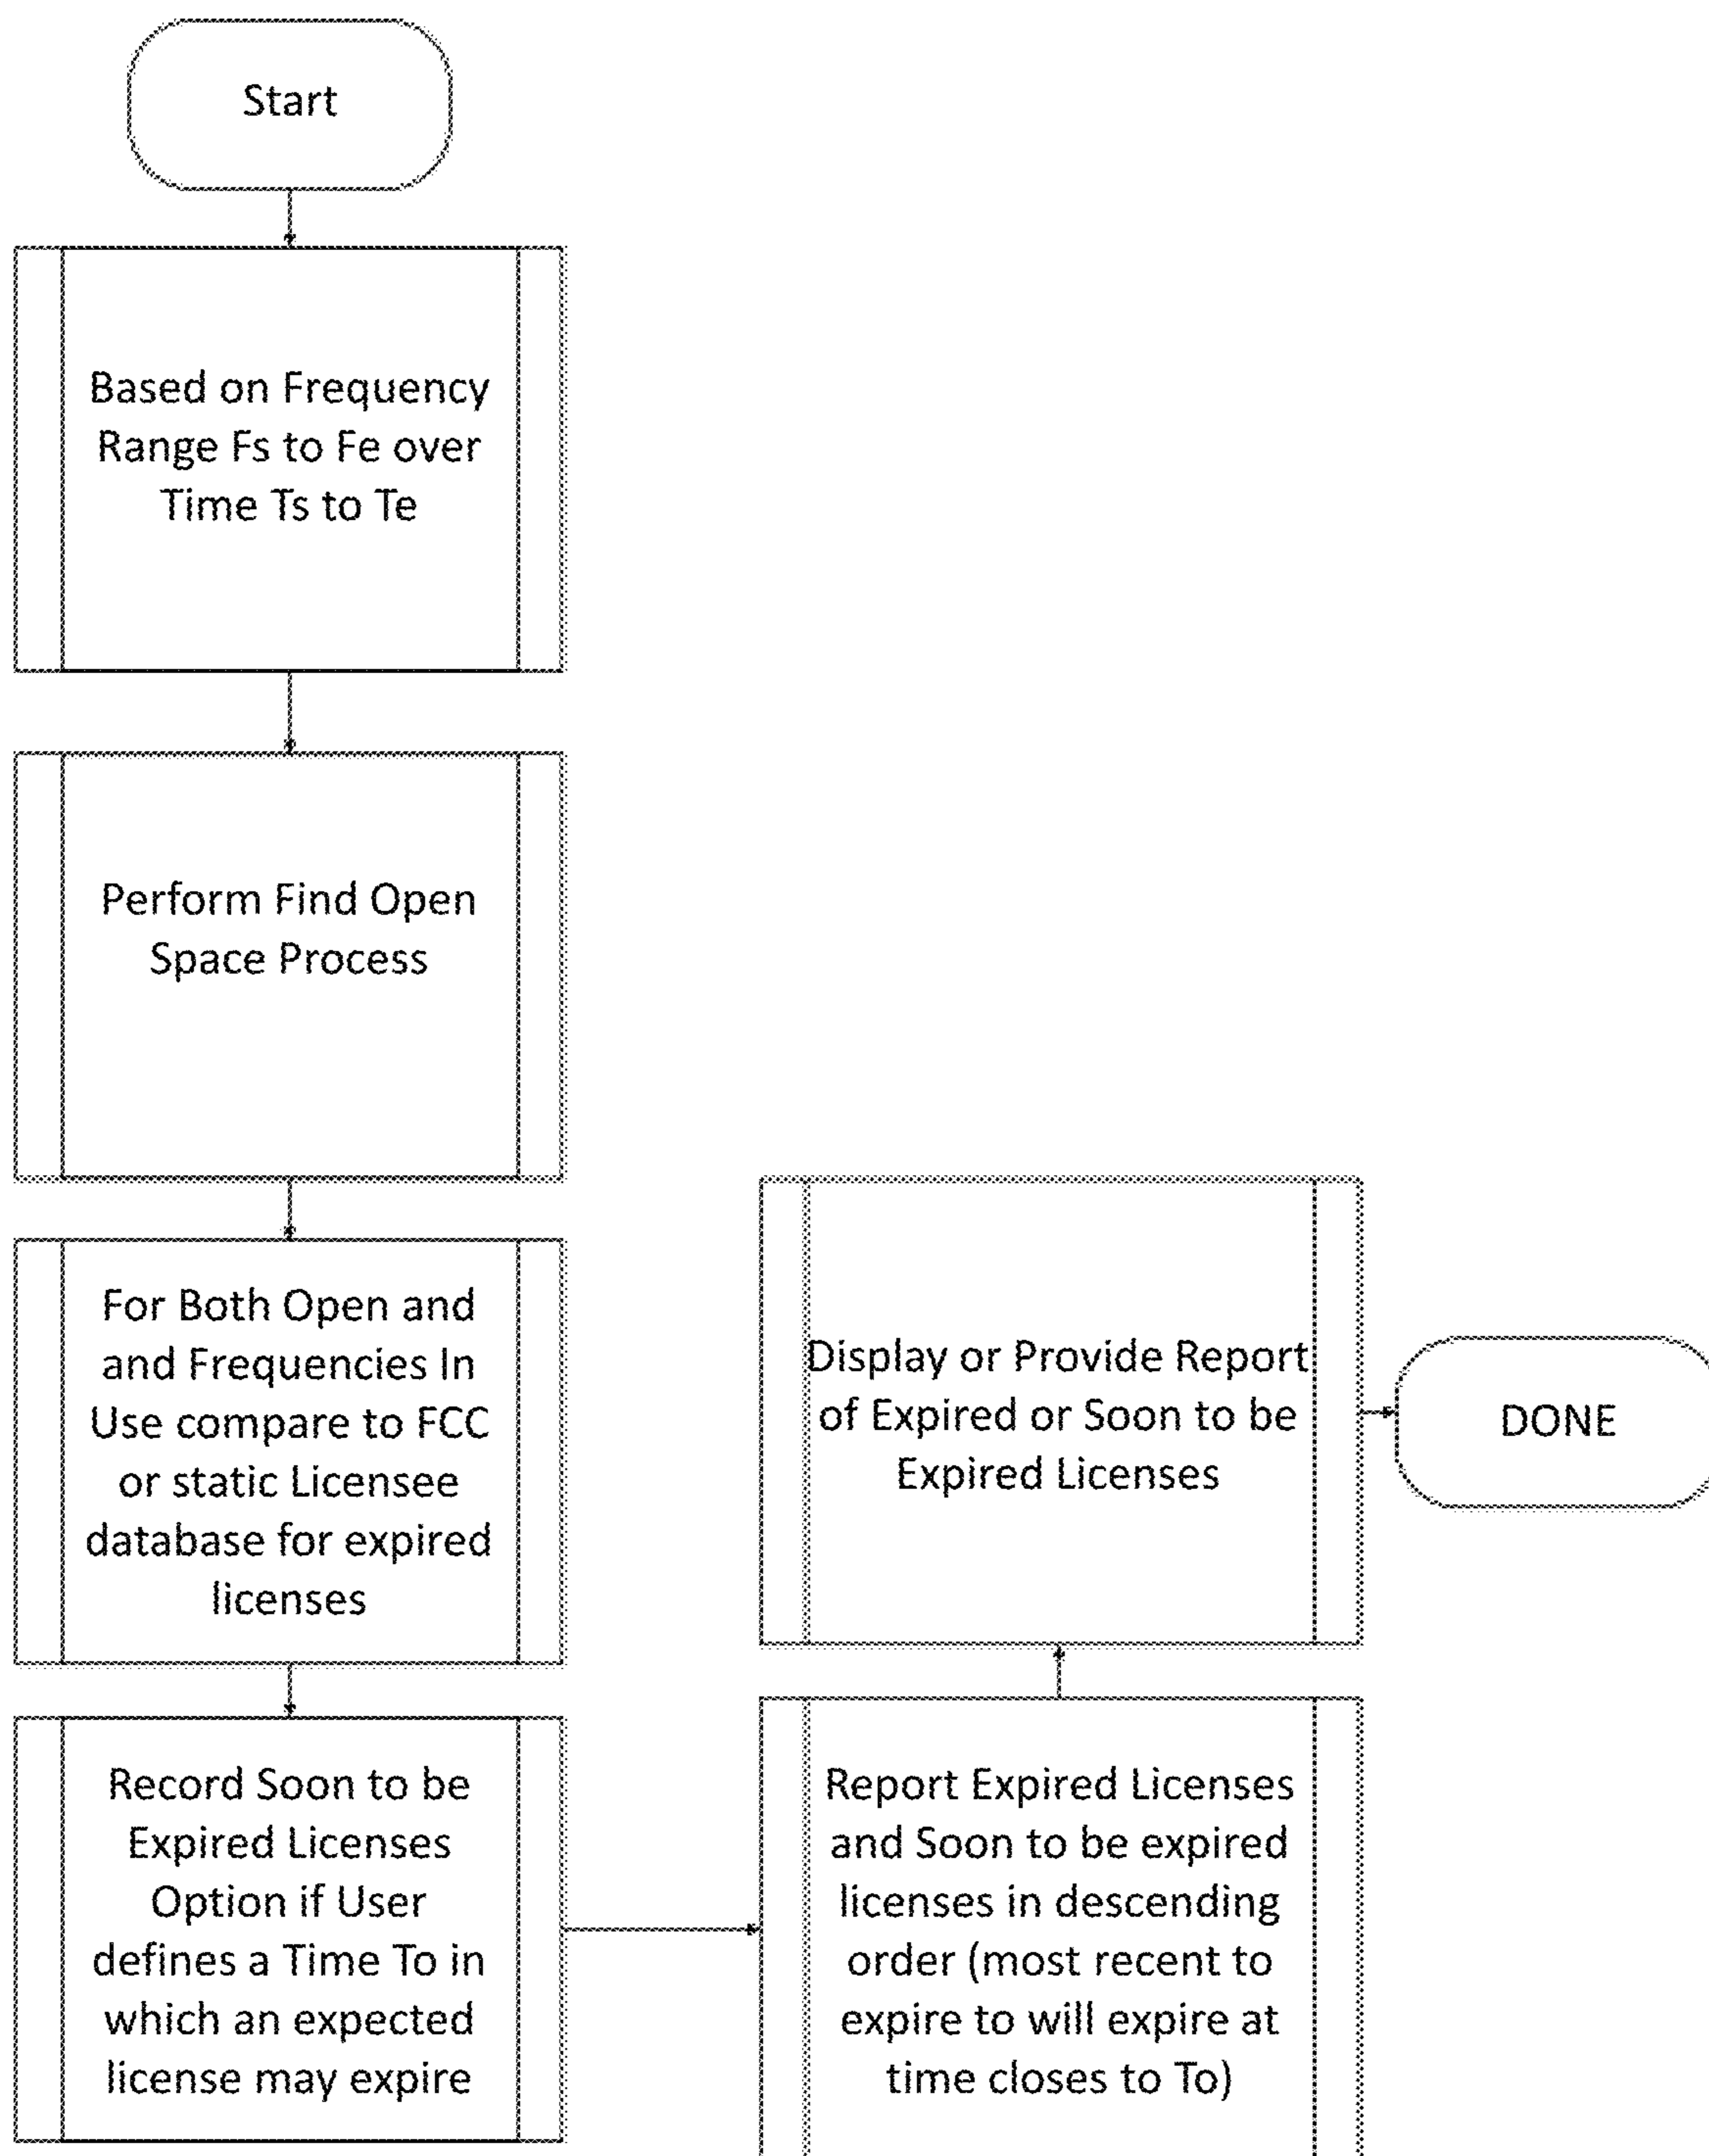 Start
Based on Frequency
Range Fs to Fe over
Time Ts to Te
Perform Find Open
Space Process
For Both Open and
and Frequencies In
Use compare to FCC
or static Licensee
database for expired
licenses
Record Soon to be
Expired Licenses
Option if User
defines a Time To in
which an expected
license may expire
Report Expired Licenses
and Soon to be expired
licenses in descending
order (most recent to
expire to will expire at
time closes to To)
Display or Provide Report
of Expired or Soon to be
Expired Licenses
DONE